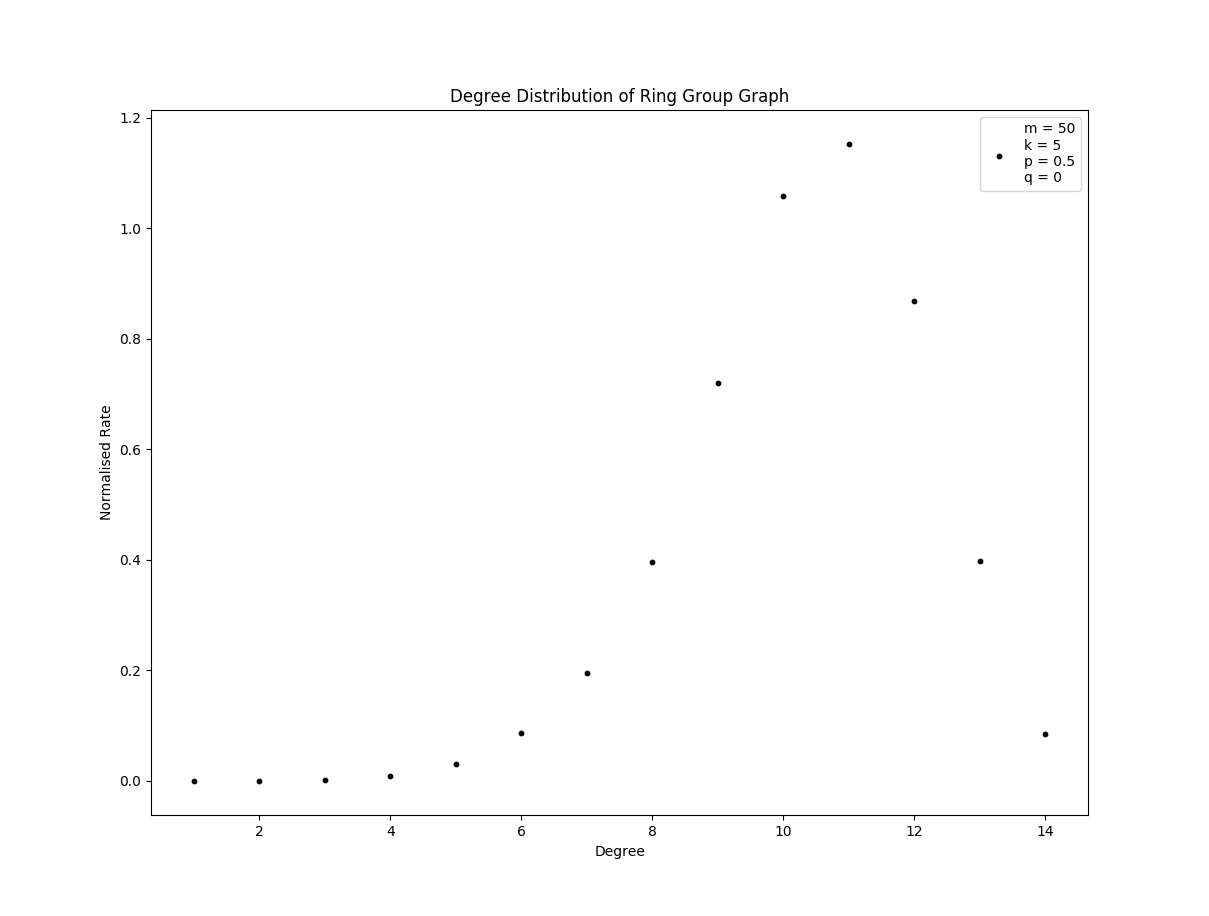 Degree Distribution of Ring Group Graph
m = 50
k = 5
p = 0.5
q = 0
1.2
1.0
0.8
0.6
0.4
0.2
0.0
Normalised Rate
2 4 6 8 10 12 14
Degree